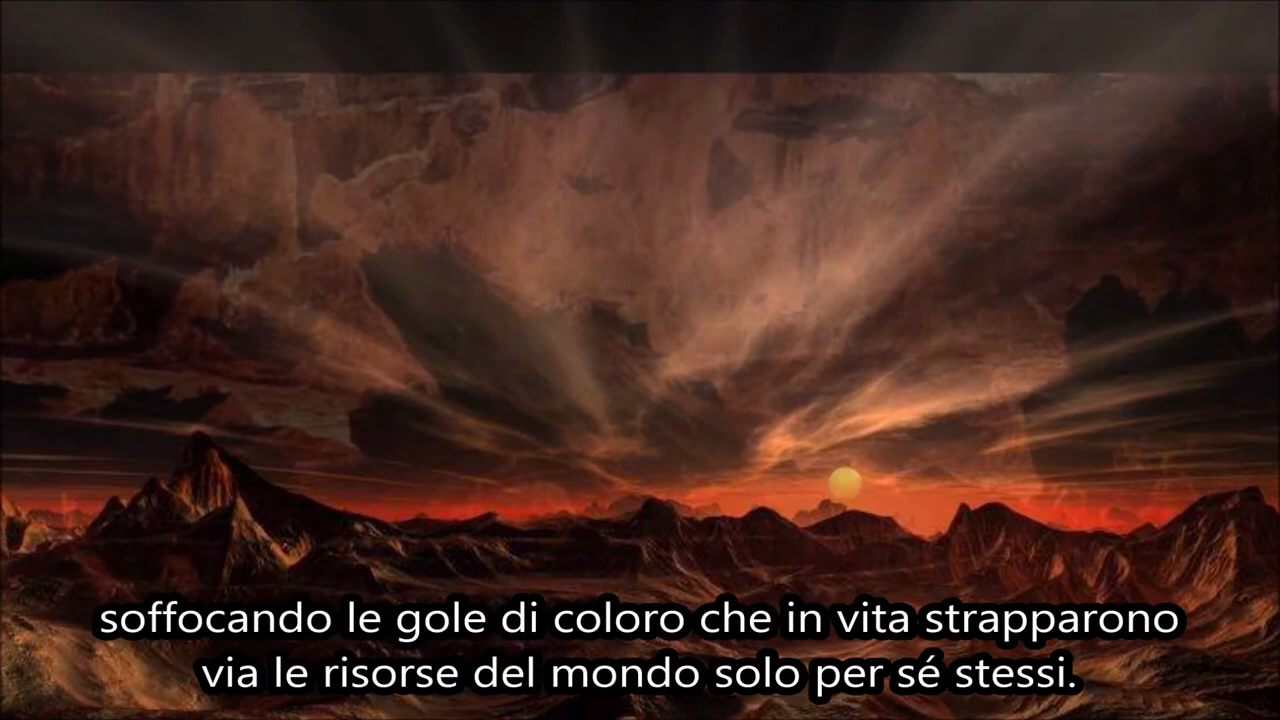 soffocando le gole di coloro che in vita strapparono
via le risorse del mondo solo per sé stessi.